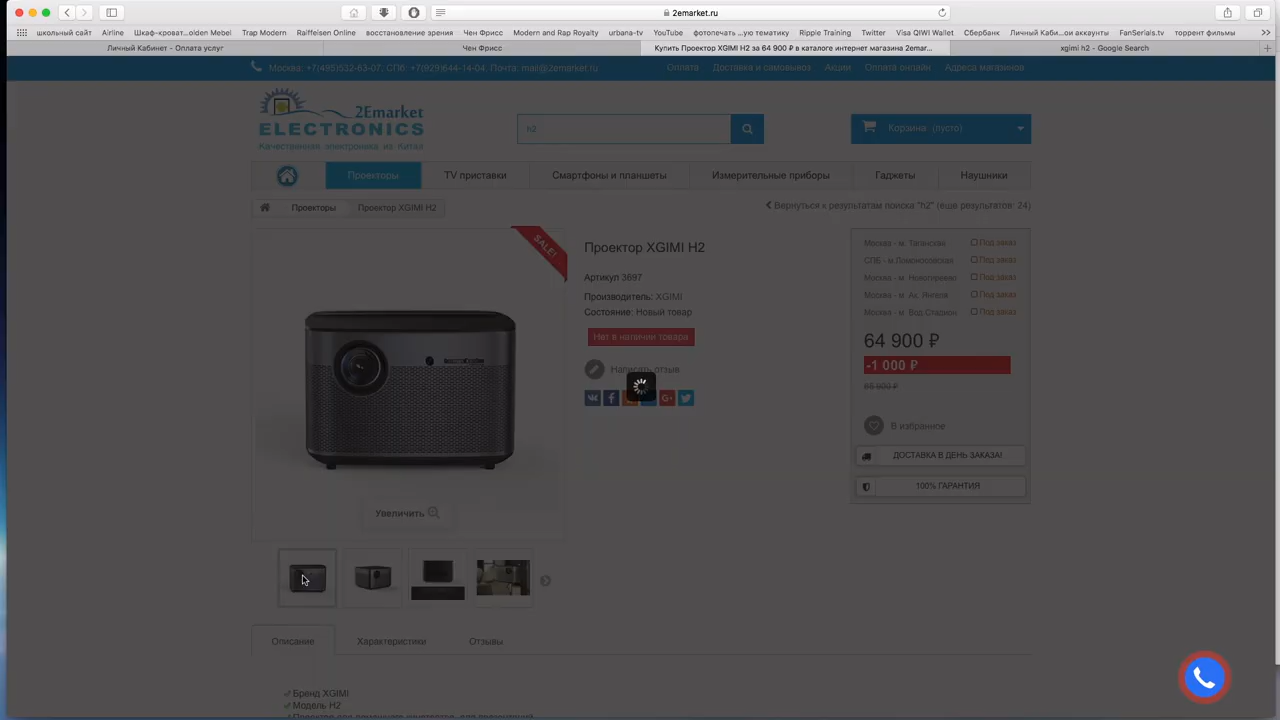 2emarket.ru
школьный сайт Airline Шкаф-кроват...olden Mebel Trap Modern Raiffeisen Online восстановление зрения Чен Фрисс Modern and Rap Royalty urbana-tv YouTube фотопечать ...ую тематику Ripple Training Twitter Visa QIWI Wallet Сбербанк Личный Каби...ои аккаунты FanSerials.tv торрент фильмы
Личный Кабинет - Оплата услуг Чен Фрисс Купить Проектор XGIMI H2 за 64 900 ₽ в каталоге интернет магазина 2emar... xgimi h2 - Google Search
Москва: +7(495)532-63-07, СПБ: +7(929)644-14-04, Почта: mail@2emarket.ru Оплата Доставка и самовывоз Акции Оплата онлайн Адреса магазинов
2Emarket
ELECTRONICS
Качественная электроника из Китая
h2
Корзина: (пусто)
Проекторы TV приставки Смартфоны и планшеты Измерительные приборы Гаджеты Наушники
Проекторы Проектор XGIMI H2
Вернуться к результатам поиска "h2" (еще результатов: 24)
SALE!
Проектор XGIMI H2
Артикул 3697
Производитель: XGIMI
Состояние: Новый товар
Нет в наличии товара
Написать отзыв
Москва - м. Таганская Под заказ
СПБ - м.Ломоносовская Под заказ
Москва - м. Новогиреево Под заказ
Москва - м. Ак. Янгеля Под заказ
Москва - м. Вод.Стадион Под заказ
64 900 ₽
-1 000 ₽
65 900 ₽
В избранное
ДОСТАВКА В ДЕНЬ ЗАКАЗА!
100% ГАРАНТИЯ
Увеличить
Описание Характеристики Отзывы
Бренд XGIMI
Модель H2